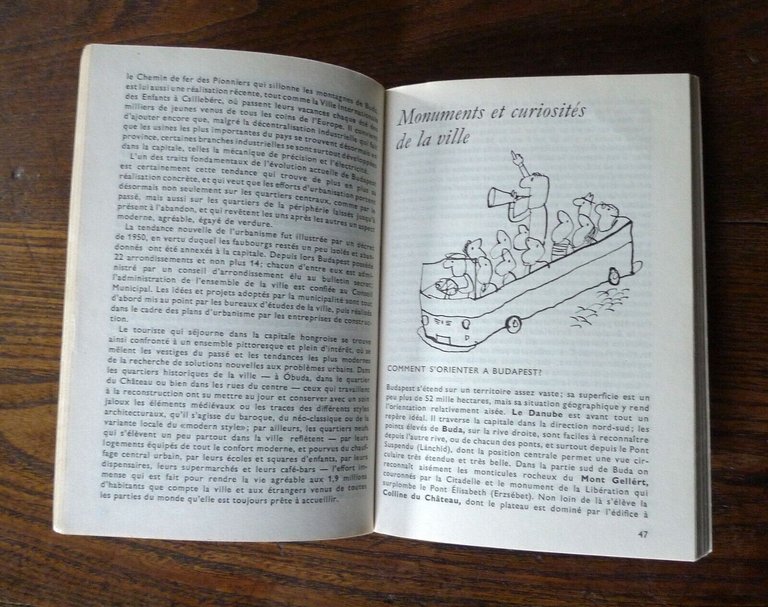 le Chemin de fer des Pionniers qui sillonne les montagnes de Buda,
est lui aussi une réalisation récente, tout comme la Ville Internationale
des Enfants à Csillebérc, où passent leurs vacances chaque été des
milliers de jeunes venus de tous les coins de l'Europe. Il convient
d'ajouter encore que, malgré la décentralisation industrielle qui fait
que les usines les plus importantes du pays se trouvent désormais en
province, certaines branches industrielles se sont surtout développées
dans la capitale, telles la mécanique de précision et l'électricité.
L'un des traits fondamentaux de l'évolution actuelle de Budapest
est certainement cette tendance qui trouve de plus en plus sa
réalisation concrète, et qui veut que les efforts d'urbanisation portent
désormais non seulement sur les quartiers centraux, comme par le
passé, mais aussi sur les quartiers de la périphérie laissés jusqu'à
présent à l'abandon, et qui revêtent les uns après les autres un aspect
moderne, agréable, égayé de verdure.
La tendance nouvelle de l'urbanisme fut illustrée par un décret
de 1950, en vertu duquel les faubourgs restés un peu isolés et aban-
donnés ont été annexés à la capitale. Depuis lors Budapest possède
22 arrondissements et non plus 14; chacun d'entre eux est admi-
nistré par un conseil d'arrondissement élu au bulletin secret;
l'administration de l'ensemble de la ville est confiée au Conseil
Municipal. Les idées et projets adoptés par la municipalité sont tout
d'abord mis au point par les bureaux d'études de la ville, puis réalisés
dans le cadre des plans d'urbanisme par les entreprises de construc-
tion.
Le touriste qui séjourne dans la capitale hongroise se trouve
ainsi confronté à un ensemble pittoresque et plein d'intérêt, où se
mêlent les vestiges du passé et les tendances les plus modernes
de la recherche de solutions nouvelles aux problèmes urbains. Dans
les quartiers historiques de la ville — à Óbuda, dans le quartier
du Château ou bien dans les rues du centre — ceux qui travaillent
à la reconstruction ont su mettre au jour et conserver avec un soin
jaloux les éléments médiévaux ou les traces des différents styles
architecturaux, qu'il s'agisse du baroque, du néo-classique ou de la
variante locale du «modern style»; par ailleurs, les quartiers neufs
qui s'élèvent un peu partout dans la ville reflètent — par leurs
logements équipés de tout le confort moderne, et pourvus du chauf-
fage central urbain, par leurs écoles et squares d'enfants, par leurs
dispensaires, leurs supermarchés et leurs café-bars — l'effort im-
mense qui est fait pour rendre la vie agréable aux 1,9 millions
d'habitants que compte la ville et aux étrangers venus de toutes
les parties du monde qu'elle est toujours prête à accueillir.
Monuments et curiosités
de la ville
COMMENT S'ORIENTER A BUDAPEST?
Budapest s'étend sur un territoire assez vaste; sa superficie est un
peu plus de 52 mille hectares, mais sa situation géographique y rend
l'orientation relativement aisée. Le Danube est avant tout un
repère idéal. Il traverse la capitale dans la direction nord-sud; les
points élevés de Buda, sur la rive droite, sont faciles à reconnaître
depuis l'autre rive, ou de chacun des ponts, et surtout depuis le Pont
Suspendu (Lánchíd), dont la position centrale permet une vue cir-
culaire très étendue et très belle. Dans la partie sud de Buda on
reconnaît aisément les monticules rocheux du Mont Gellért,
couronnés par la Citadelle et le monument de la Libération qui
surplombe le Pont Élisabeth (Erzsébet). Non loin de là s'élève la
Colline du Château, dont le plateau est dominé par l'édifice à
47